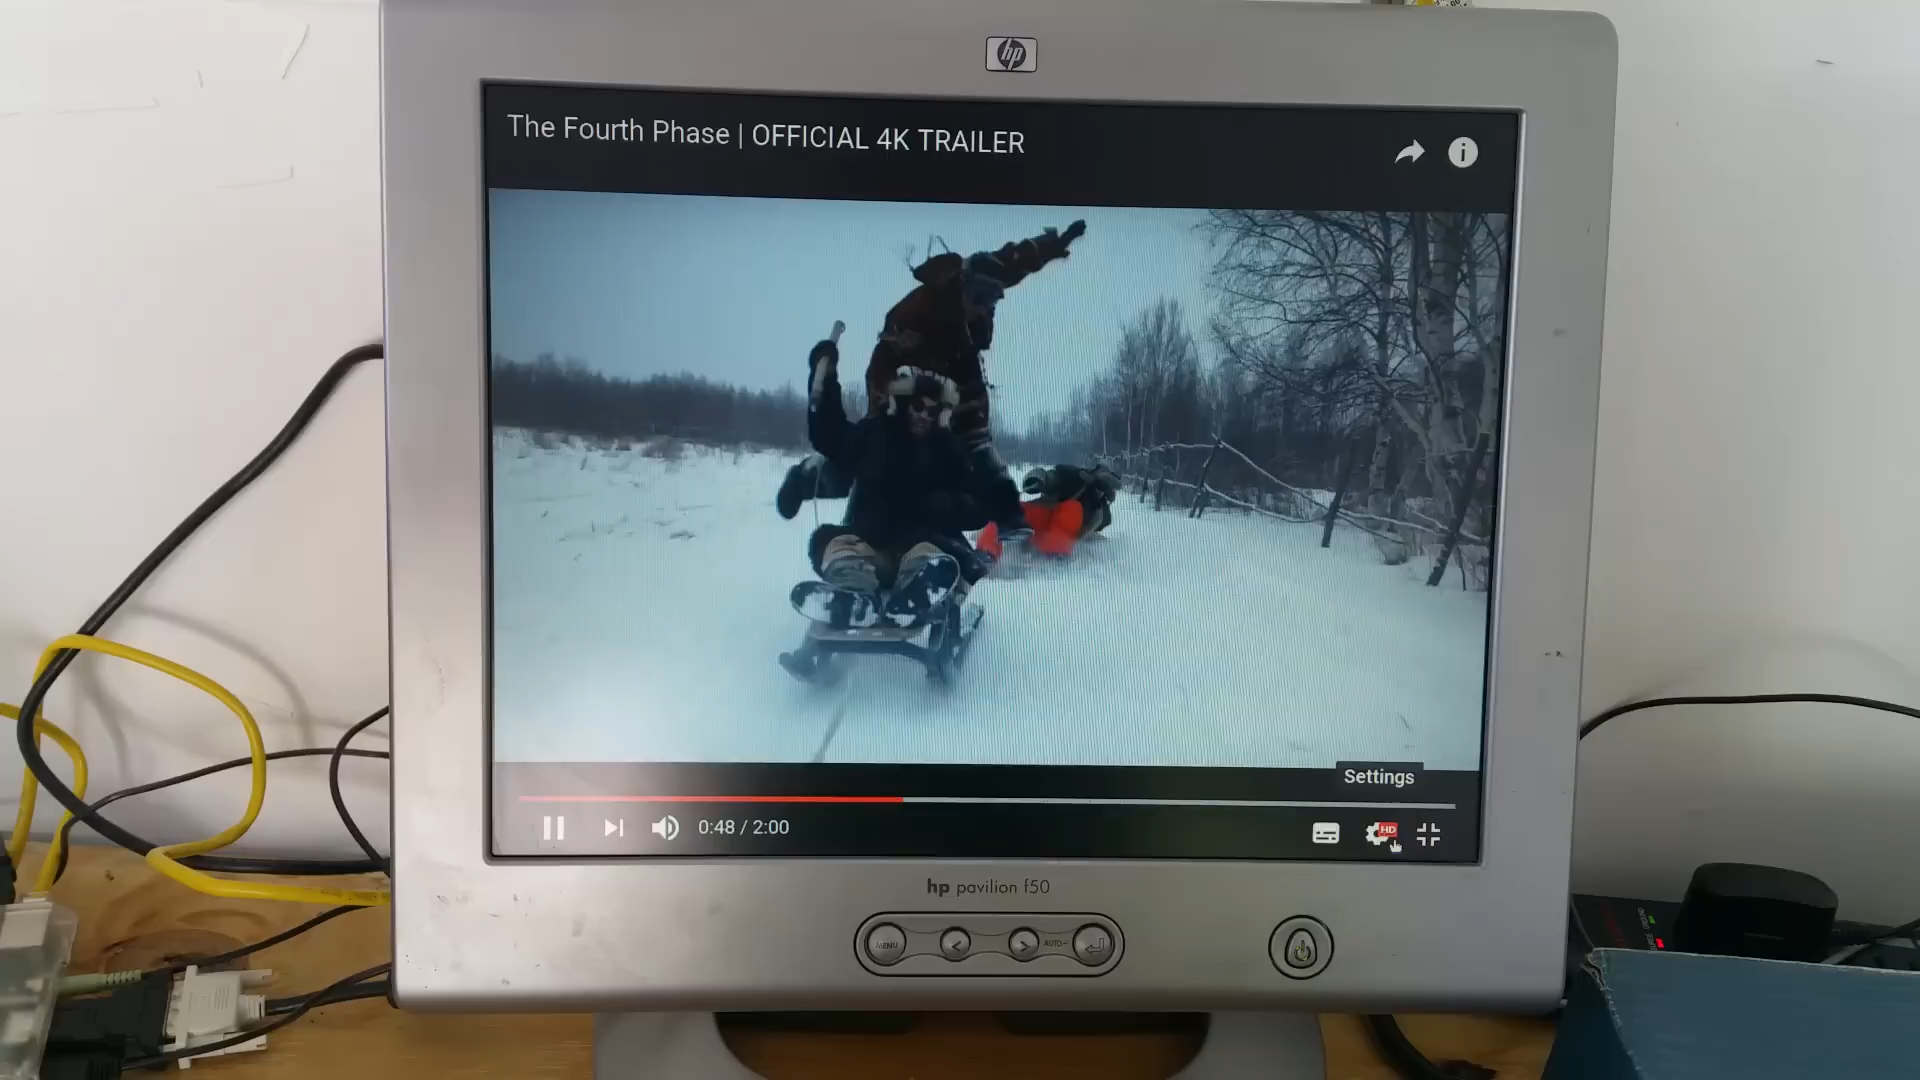 hp
The Fourth Phase | OFFICIAL 4K TRAILER
i
Settings
0:48 / 2:00
HD
hp pavilion f50
MENU
<
>
AUTO